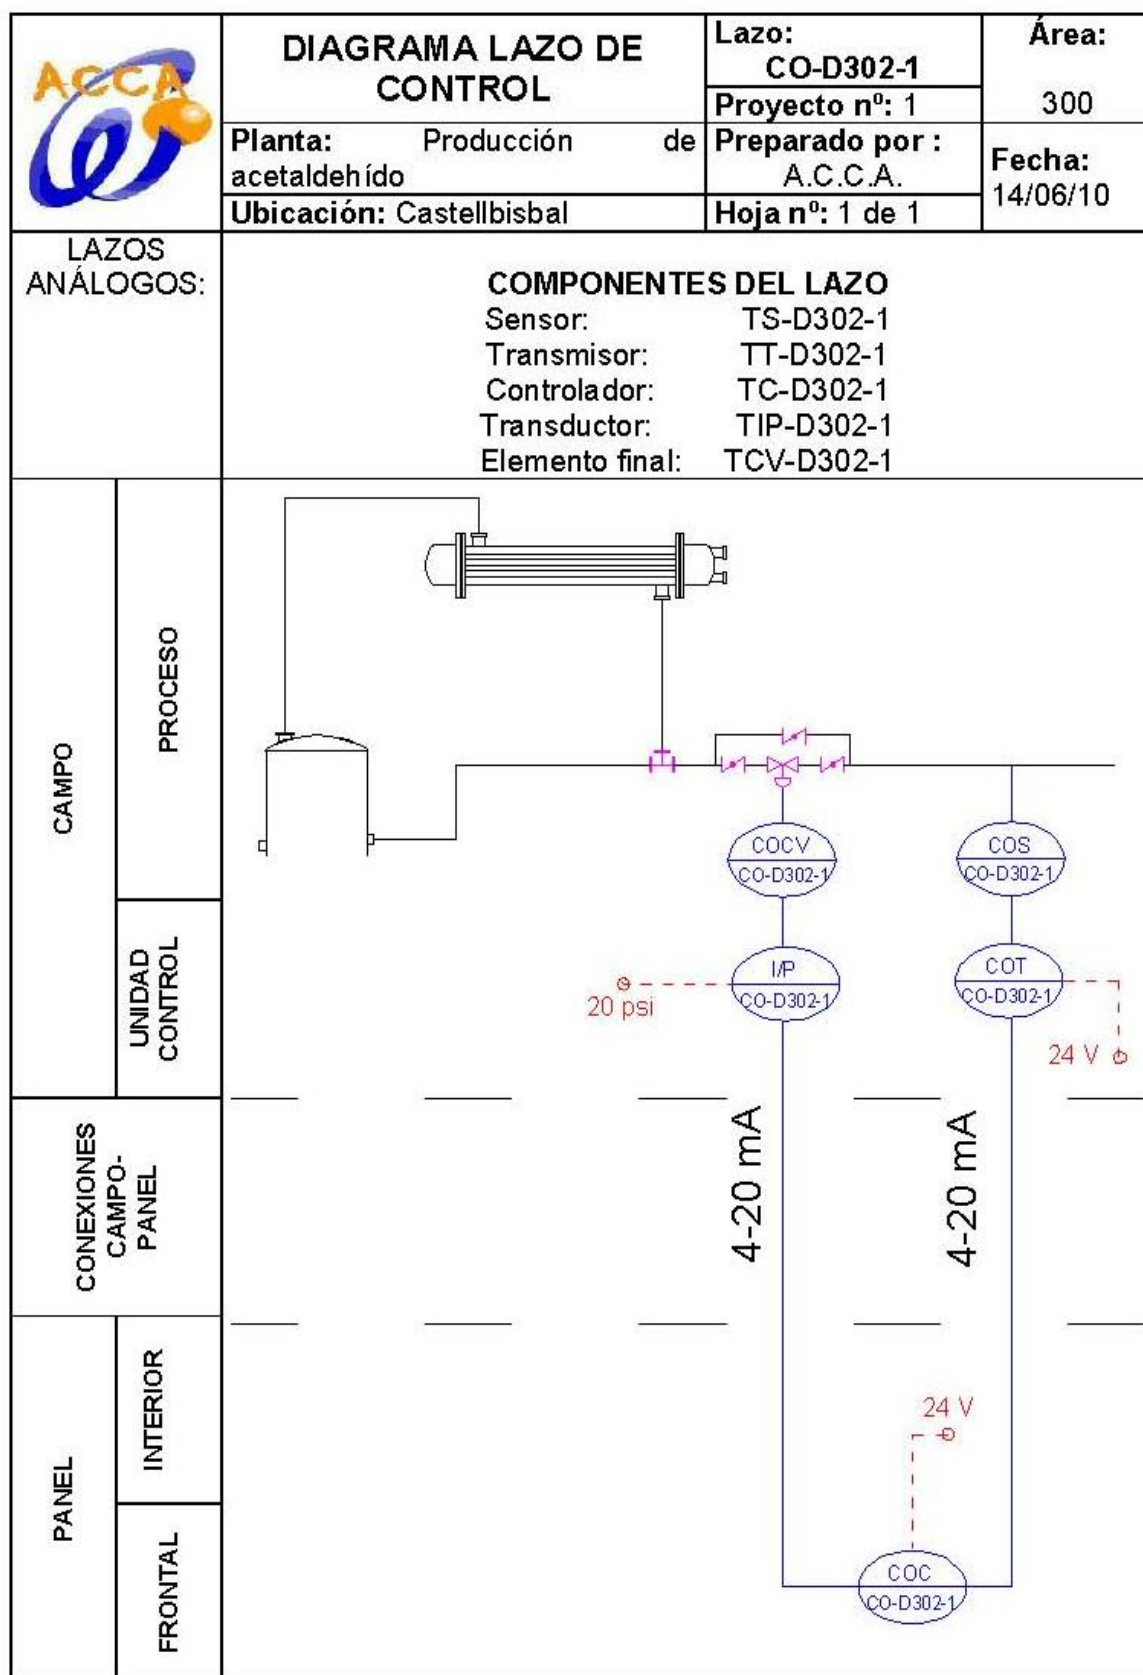 ACCA
DIAGRAMA LAZO DE
CONTROL
Lazo:
CO-D302-1
Proyecto nº: 1
Área:
300
Planta: Producción de
acetaldehído
Preparado por :
A.C.C.A.
Fecha:
14/06/10
Ubicación: Castellbisbal
Hoja nº: 1 de 1
LAZOS
ANÁLOGOS:
COMPONENTES DEL LAZO
Sensor: TS-D302-1
Transmisor: TT-D302-1
Controlador: TC-D302-1
Transductor: TIP-D302-1
Elemento final: TCV-D302-1
CAMPO
PROCESO
COCV
CO-D302-1
COS
CO-D302-1
UNIDAD
CONTROL
I/P
CO-D302-1
20 psi
COT
CO-D302-1
24 V
CONEXIONES
CAMPO-
PANEL
4-20 mA
4-20 mA
PANEL
INTERIOR
24 V
FRONTAL
COC
CO-D302-1